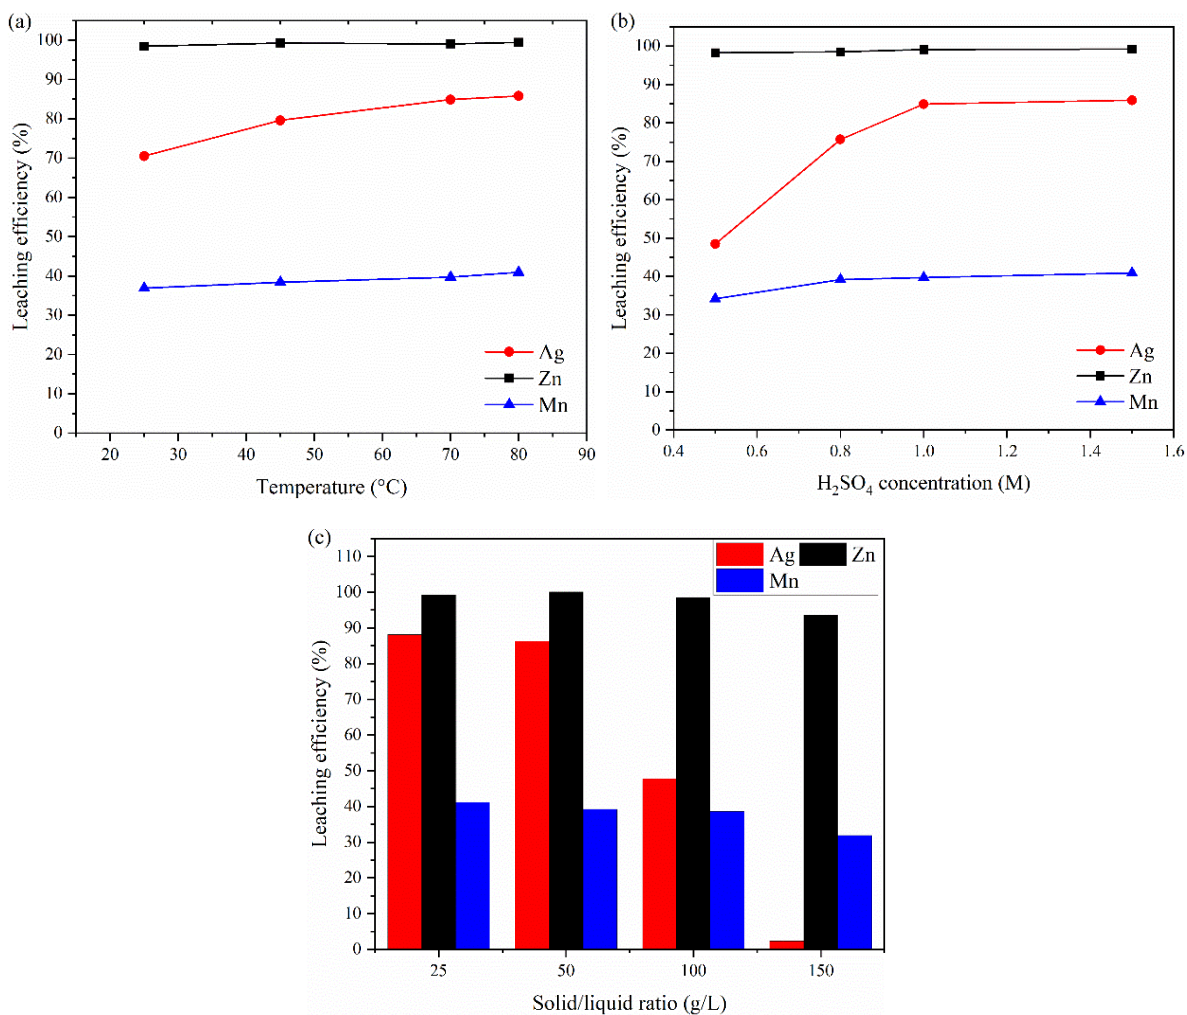 (a)
100
90
80
70
60
50
40
30
20
10
0
Leaching efficiency (%)
Ag
Zn
Mn
20 30 40 50 60 70 80 90
Temperature (°C)
(b)
100
90
80
70
60
50
40
30
20
10
0
Leaching efficiency (%)
Ag
Zn
Mn
0.4 0.6 0.8 1.0 1.2 1.4 1.6
H₂SO₄ concentration (M)
(c)
110
100
90
80
70
60
50
40
30
20
10
0
Leaching efficiency (%)
Ag Zn
Mn
25 50 100 150
Solid/liquid ratio (g/L)